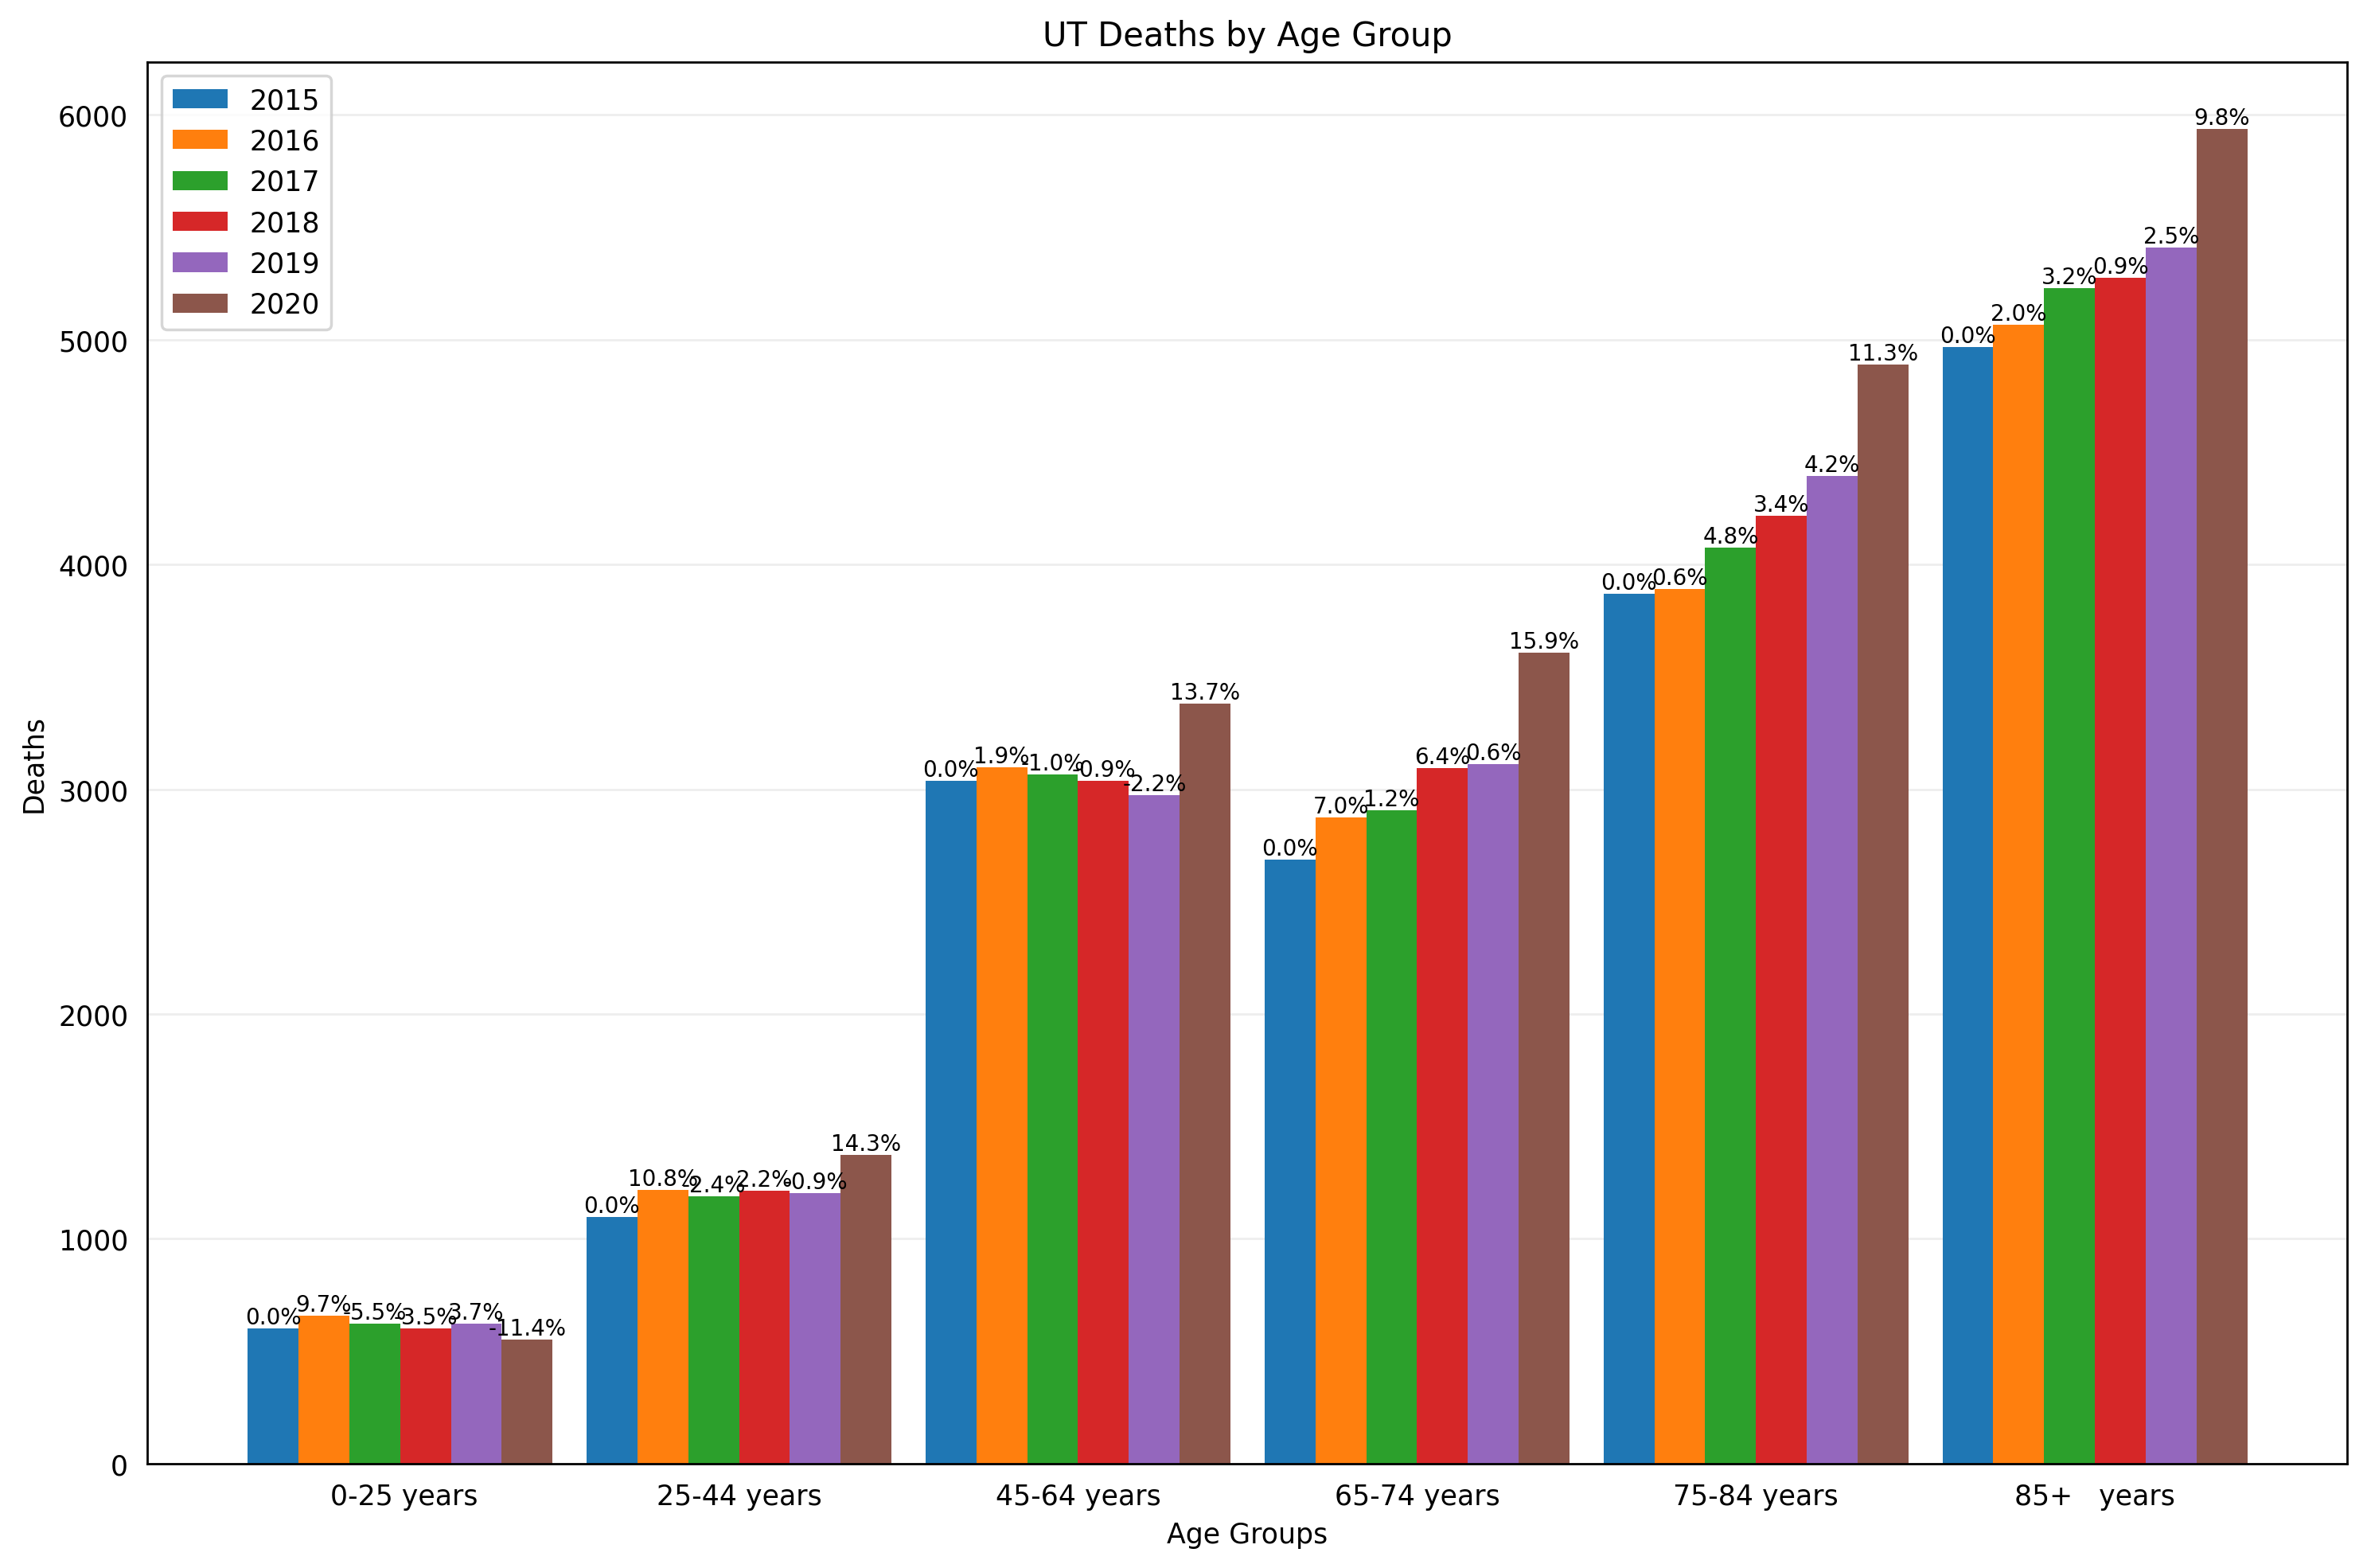 UT Deaths by Age Group
2015
2016
2017
2018
2019
2020
Deaths
6000
5000
4000
3000
2000
1000
0
0.0% 9.7% -5.5% -3.5% 3.7% -11.4%
0.0% 10.8% -2.4% 2.2% -0.9% 14.3%
0.0% 1.9% -1.0% -0.9% -2.2% 13.7%
0.0% 7.0% 1.2% 6.4% 0.6% 15.9%
0.0% 0.6% 4.8% 3.4% 4.2% 11.3%
0.0% 2.0% 3.2% 0.9% 2.5% 9.8%
0-25 years 25-44 years 45-64 years 65-74 years 75-84 years 85+ years
Age Groups